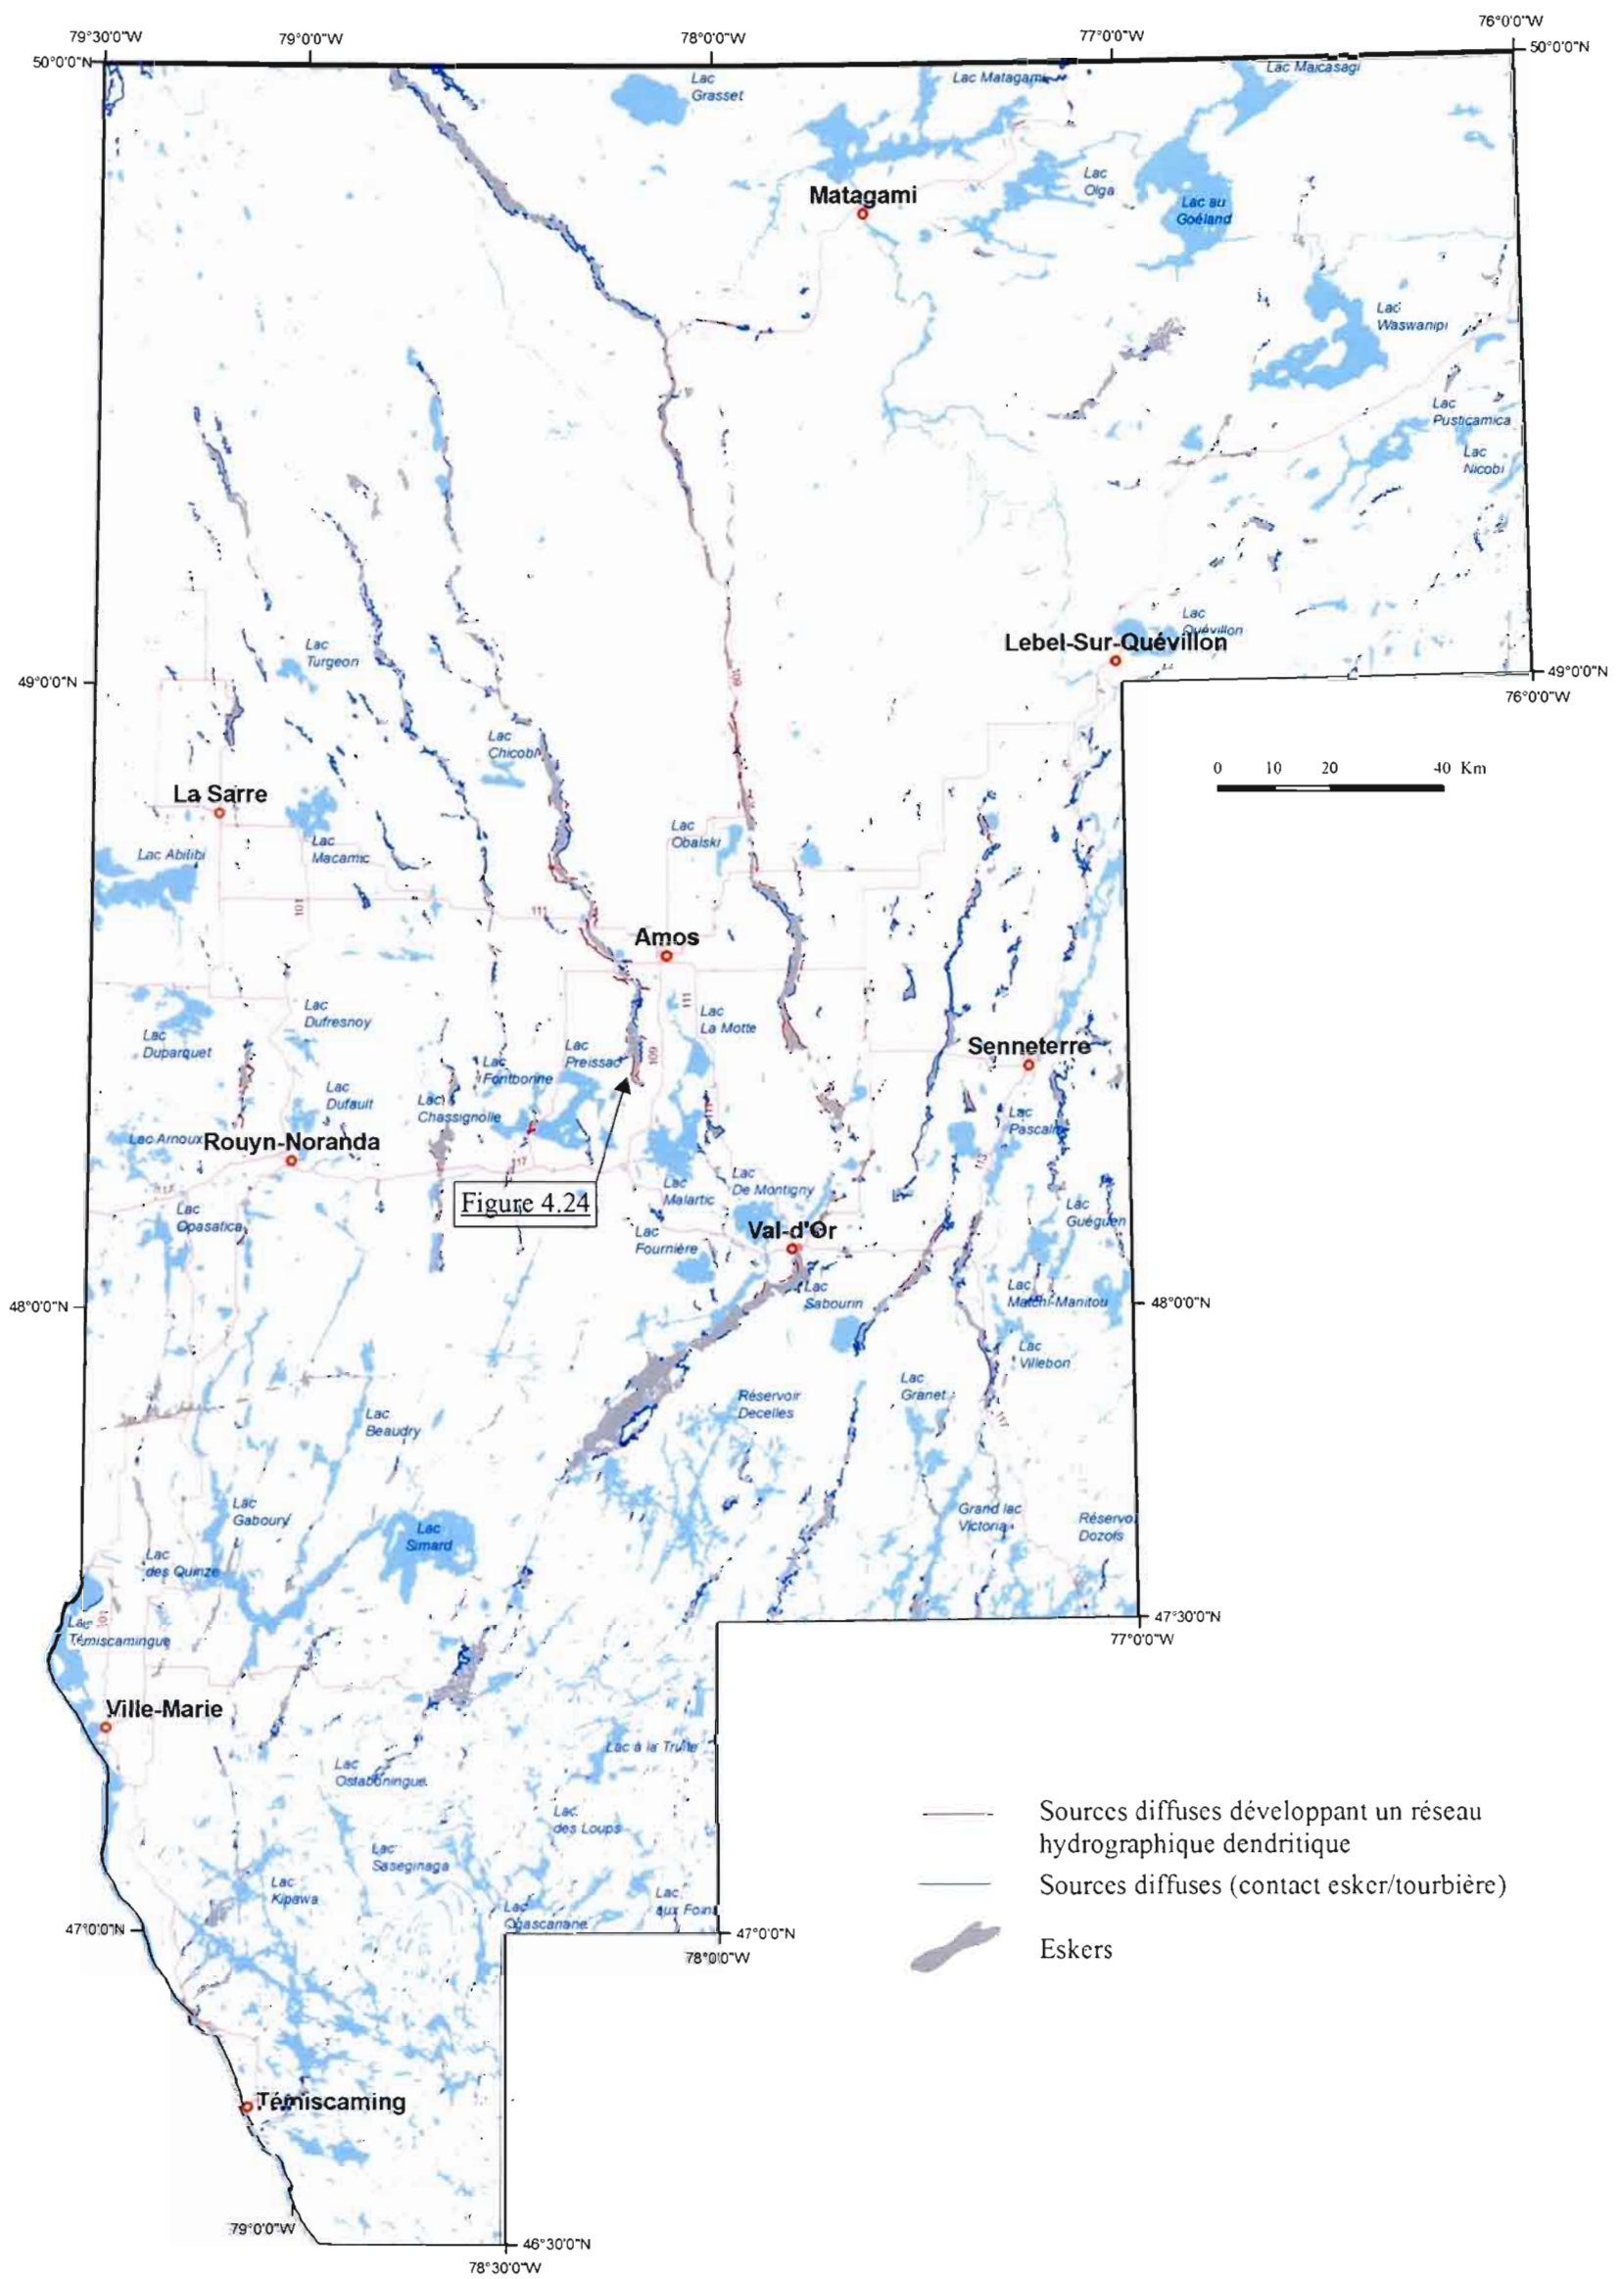 79°30'0"W
79°0'0"W
78°0'0"W
77°0'0"W
76°0'0"W
50°0'0"N
50°0'0"N
Lac
Grasset
Lac Matagami
Lac Maicasagi
Matagami
Lac
Olga
Lac au
Goéland
Lac
Waswanipi
Lac
Pusticamica
Lac
Nicobi
Lac
Quévillon
Lebel-Sur-Quévillon
Lac
Turgeon
49°0'0"N
49°0'0"N
76°0'0"W
109
Lac
Chicobi
0 10 20 40 Km
La Sarre
Lac
Macamic
Lac
Obalski
Lac Abitibi
101
111
Amos
111
Lac
La Motte
Lac
Dufresnoy
Lac
Duparquet
109
Lac
Preissac
Senneterre
Lac
Fontbonne
Lac
Dufault
Lac
Chassignolle
111
Lac
Pascalis
Lac Arnoux
Rouyn-Noranda
117
117
113
Figure 4.24
Lac
Malartic
Lac
De Montigny
Lac
Opasatica
Lac
Guéguen
Lac
Fournière
Val-d'Or
Lac
Sabourin
Lac
Matchi-Manitou
48°0'0"N
48°0'0"N
Lac
Villebon
Lac
Granet
117
Réservoir
Decelles
Lac
Beaudry
Lac
Gaboury
Lac
Simard
Grand lac
Victoria
Réservo
Dozois
Lac
des Quinze
101
Lac
Témiscamingue
47°30'0"N
77°0'0"W
Ville-Marie
Lac à la Truite
Lac
Ostaboningue
Lac
des Loups
Lac
Saseginaga
Lac
Kipawa
Lac
Ogascanane
Lac
aux Foins
47°0'0"N
47°0'0"N
78°0'0"W
Sources diffuses développant un réseau
hydrographique dendritique
Sources diffuses (contact esker/tourbière)
Eskers
Témiscaming
79°0'0"W
46°30'0"N
78°30'0"W